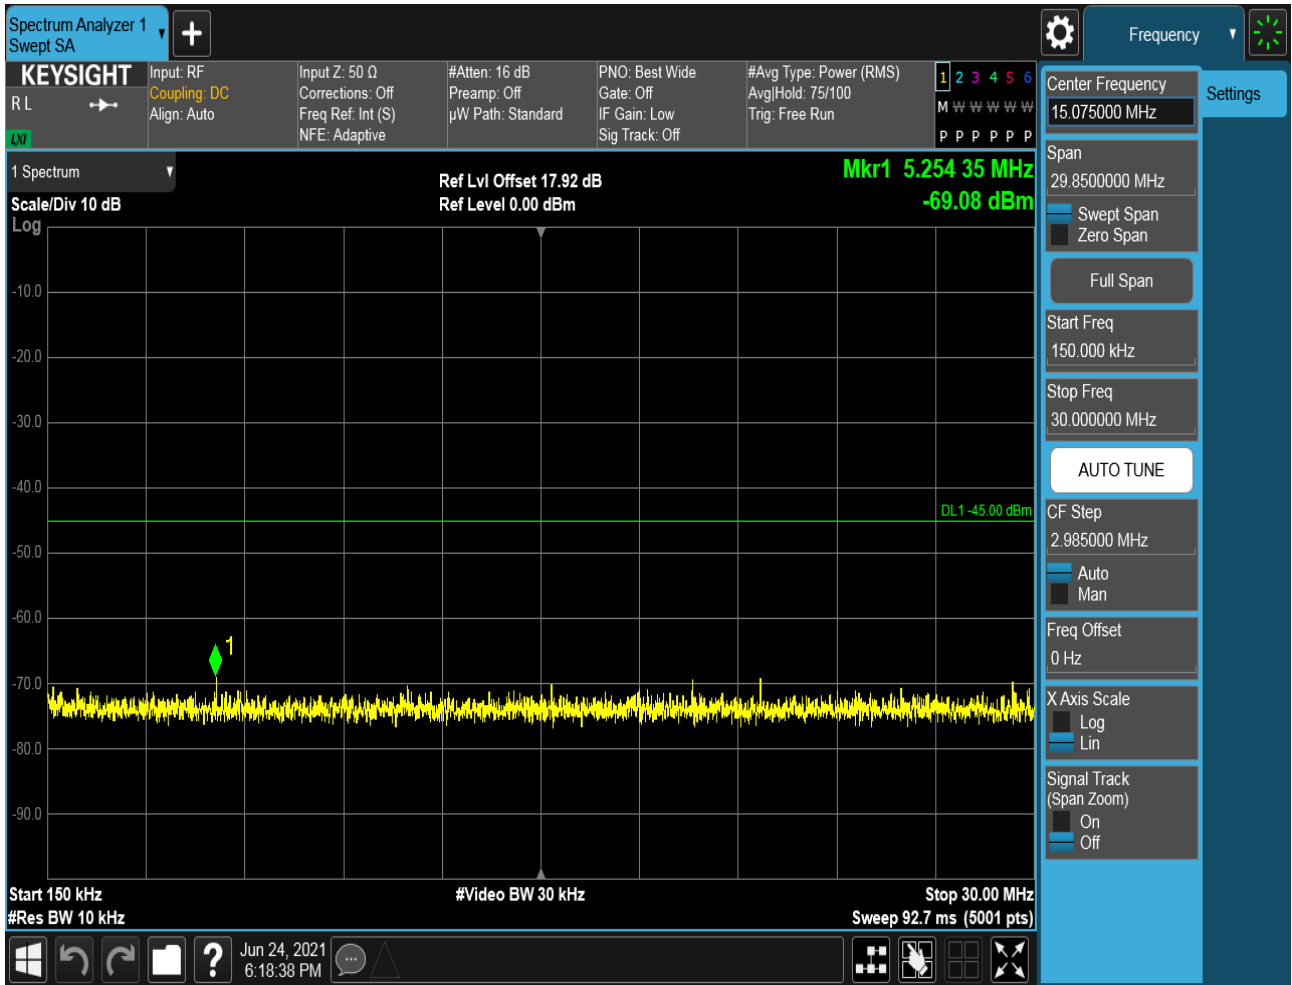 Spectrum Analyzer 1
Swept SA
Frequency
KEYSIGHT
R L
LXI
Input: RF
Coupling: DC
Align: Auto
Input Z: 50 Ω
Corrections: Off
Freq Ref: Int (S)
NFE: Adaptive
#Atten: 16 dB
Preamp: Off
µW Path: Standard
PNO: Best Wide
Gate: Off
IF Gain: Low
Sig Track: Off
#Avg Type: Power (RMS)
Avg|Hold: 75/100
Trig: Free Run
1 2 3 4 5 6
M W W W W W
P P P P P P
1 Spectrum
Scale/Div 10 dB
Log
Ref Lvl Offset 17.92 dB
Ref Level 0.00 dBm
Mkr1 5.254 35 MHz
-69.08 dBm
-10.0
-20.0
-30.0
-40.0
DL1 -45.00 dBm
-50.0
-60.0
1
-70.0
-80.0
-90.0
Start 150 kHz
#Res BW 10 kHz
#Video BW 30 kHz
Stop 30.00 MHz
Sweep 92.7 ms (5001 pts)
Center Frequency
15.075000 MHz
Settings
Span
29.8500000 MHz
Swept Span
Zero Span
Full Span
Start Freq
150.000 kHz
Stop Freq
30.000000 MHz
AUTO TUNE
CF Step
2.985000 MHz
Auto
Man
Freq Offset
0 Hz
X Axis Scale
Log
Lin
Signal Track
(Span Zoom)
On
Off
?
Jun 24, 2021
6:18:38 PM